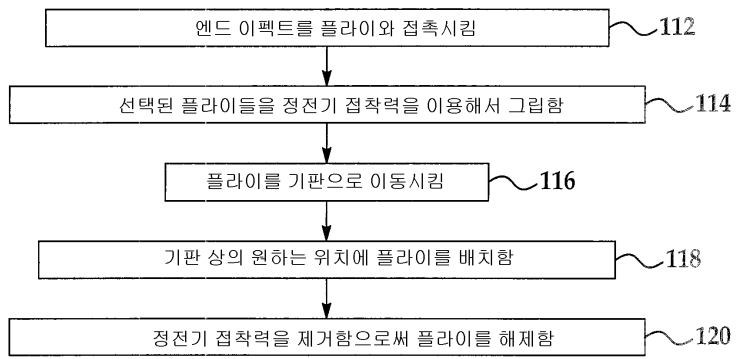 엔드 이펙트를 플라이와 접촉시킴 112
선택된 플라이들을 정전기 접착력을 이용해서 그립함 114
플라이를 기판으로 이동시킴 116
기판 상의 원하는 위치에 플라이를 배치함 118
정전기 접착력을 제거함으로써 플라이를 해제함 120